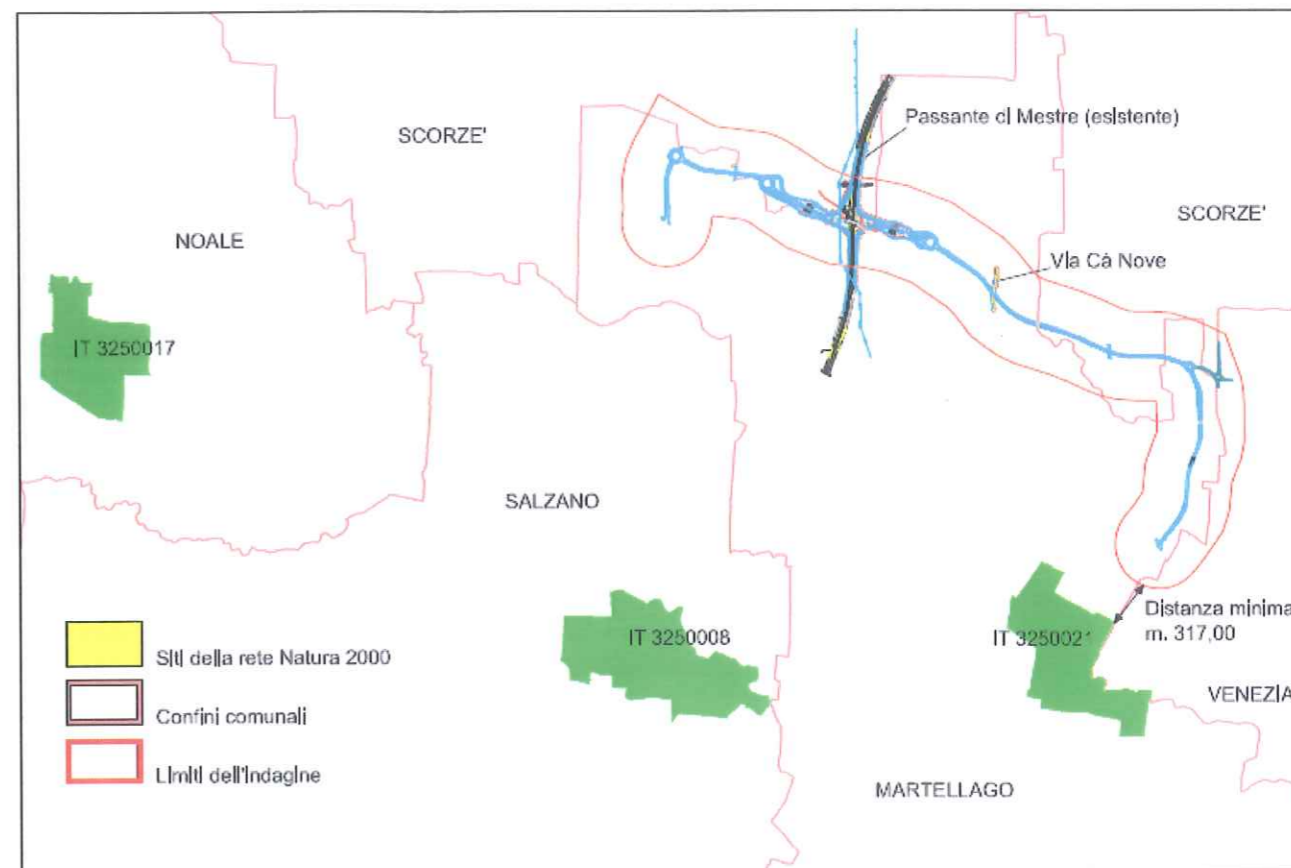 SCORZE'
Passante di Mestre (esistente)
SCORZE'
NOALE
Via Cà Nove
IT 3250017
SALZANO
Distanza minima
m. 317,00
IT 3250008
IT 3250021
VENEZIA
Siti della rete Natura 2000
Confini comunali
Limiti dell'indagine
MARTELLAGO